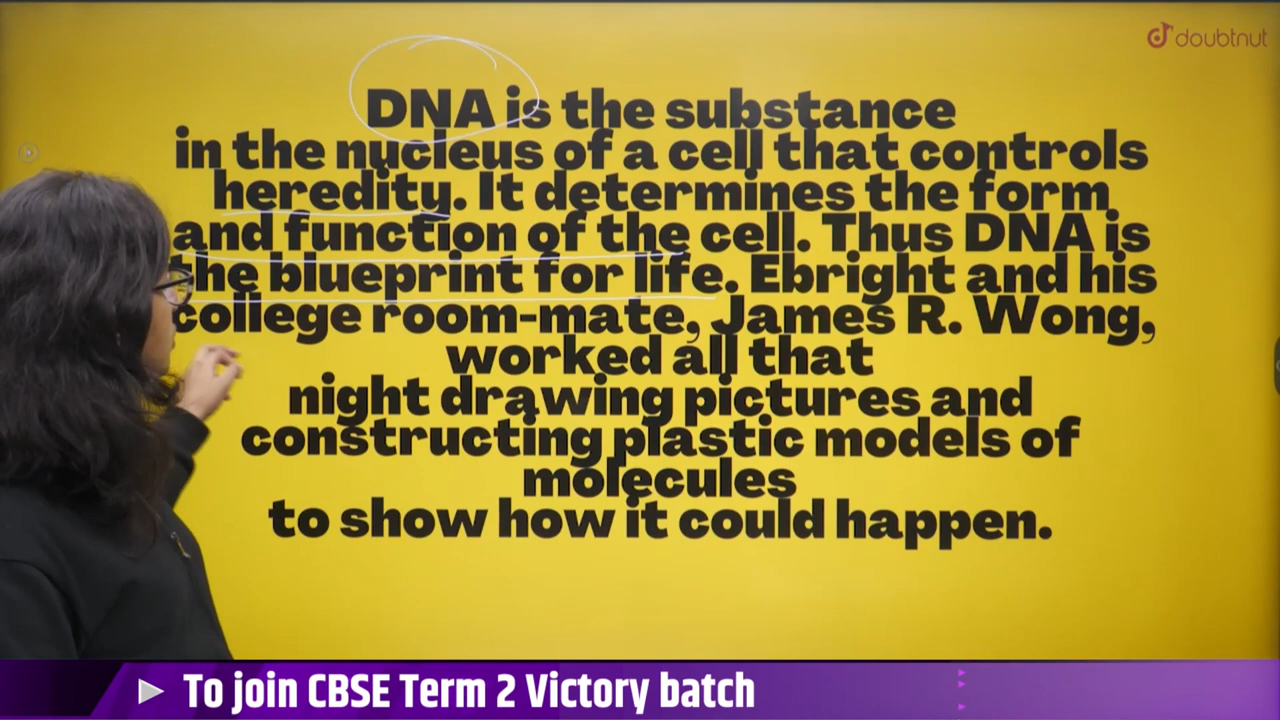 doubtnut
DNA is the substance
in the nucleus of a cell that controls
heredity. It determines the form
and function of the cell. Thus DNA is
the blueprint for life. Ebright and his
college room-mate, James R. Wong,
worked all that
night drawing pictures and
constructing plastic models of
molecules
to show how it could happen.
To join CBSE Term 2 Victory batch